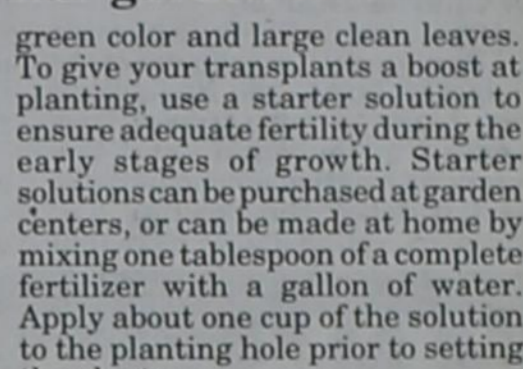 green color and large clean leaves.
To give your transplants a boost at
planting, use a starter solution to
ensure adequate fertility during the
early stages of growth. Starter
solutions can be purchased at garden
centers, or can be made at home by
mixing one tablespoon of a complete
fertilizer with a gallon of water.
Apply about one cup of the solution
to the planting hole prior to setting